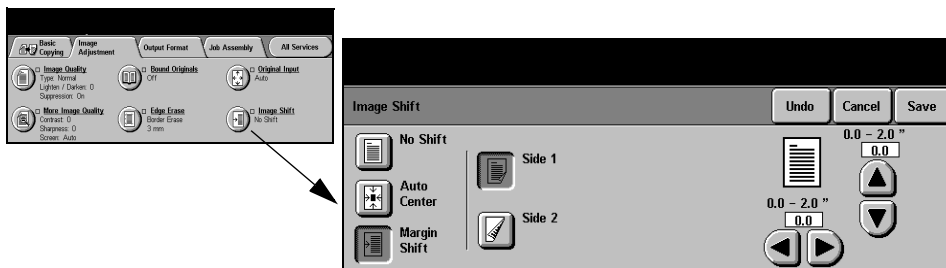 Basic Copying
Image Adjustment
Output Format
Job Assembly
All Services
Image Quality
Type: Normal
Lighten / Darken: 0
Suppression: On
Bound Originals
Off
Original Input
Auto
More Image Quality
Contrast: 0
Sharpness: 0
Screen: Auto
Edge Erase
Border Erase
3 mm
Image Shift
No Shift
Image Shift
Undo
Cancel
Save
No Shift
Auto
Center
Margin
Shift
Side 1
Side 2
0.0 - 2.0 "
0.0
0.0 - 2.0 "
0.0